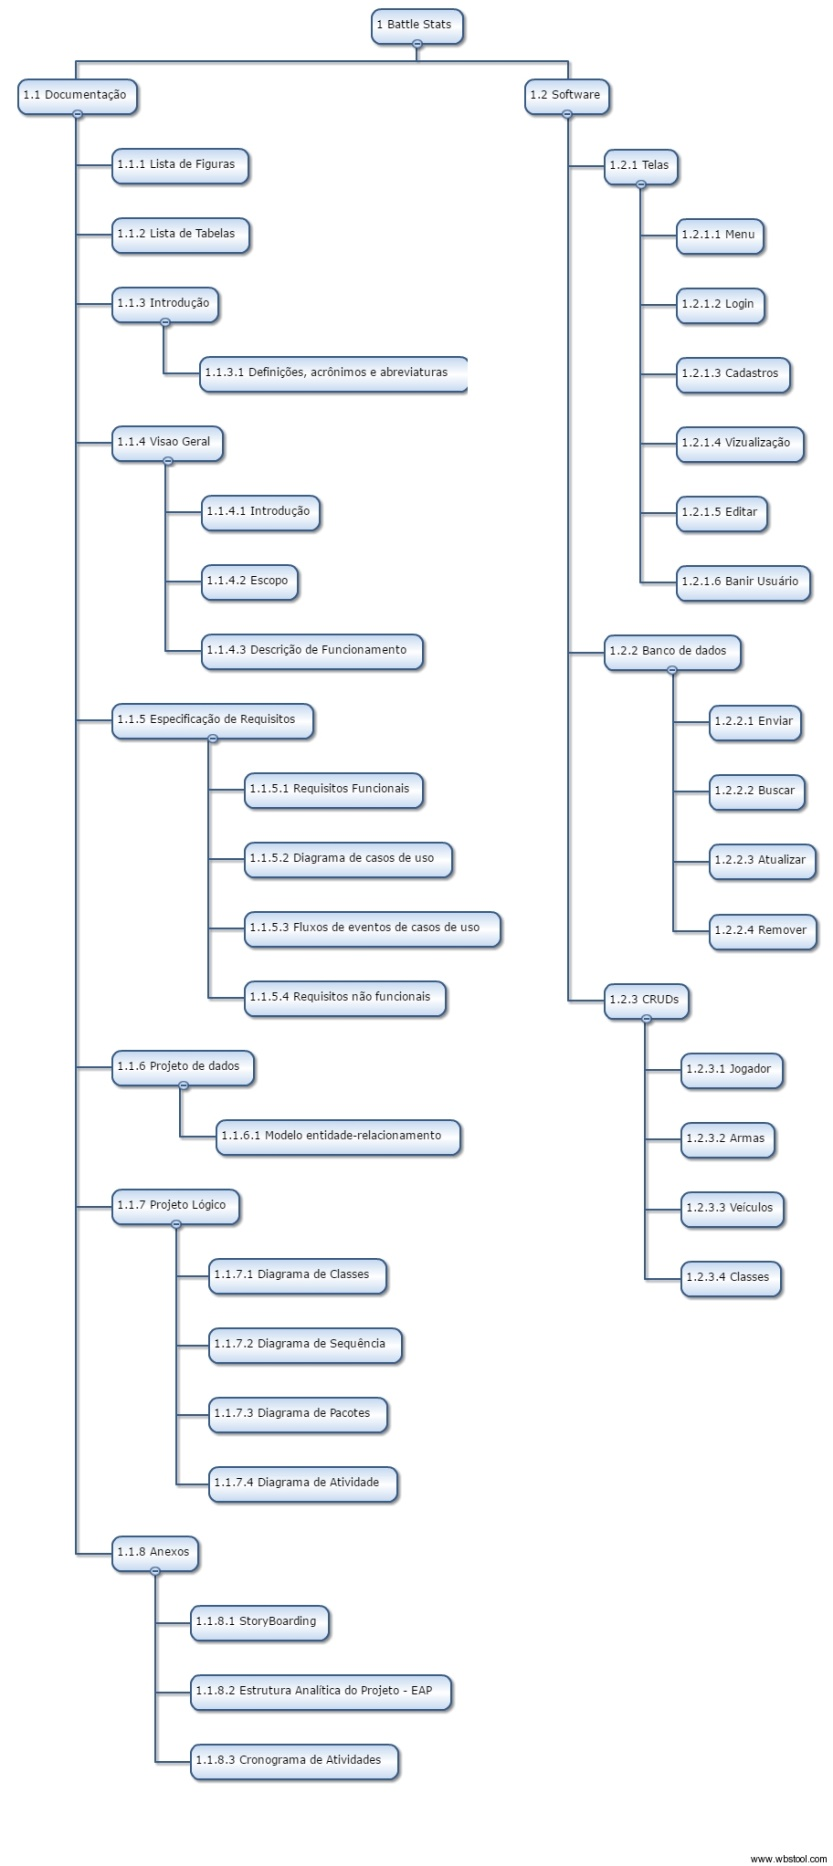 1 Battle Stats
1.1 Documentação
1.1.1 Lista de Figuras
1.1.2 Lista de Tabelas
1.1.3 Introdução
1.1.3.1 Definições, acrônimos e abreviaturas
1.1.4 Visao Geral
1.1.4.1 Introdução
1.1.4.2 Escopo
1.1.4.3 Descrição de Funcionamento
1.1.5 Especificação de Requisitos
1.1.5.1 Requisitos Funcionais
1.1.5.2 Diagrama de casos de uso
1.1.5.3 Fluxos de eventos de casos de uso
1.1.5.4 Requisitos não funcionais
1.1.6 Projeto de dados
1.1.6.1 Modelo entidade-relacionamento
1.1.7 Projeto Lógico
1.1.7.1 Diagrama de Classes
1.1.7.2 Diagrama de Sequência
1.1.7.3 Diagrama de Pacotes
1.1.7.4 Diagrama de Atividade
1.1.8 Anexos
1.1.8.1 StoryBoarding
1.1.8.2 Estrutura Analítica do Projeto - EAP
1.1.8.3 Cronograma de Atividades
1.2 Software
1.2.1 Telas
1.2.1.1 Menu
1.2.1.2 Login
1.2.1.3 Cadastros
1.2.1.4 Vizualização
1.2.1.5 Editar
1.2.1.6 Banir Usuário
1.2.2 Banco de dados
1.2.2.1 Enviar
1.2.2.2 Buscar
1.2.2.3 Atualizar
1.2.2.4 Remover
1.2.3 CRUDs
1.2.3.1 Jogador
1.2.3.2 Armas
1.2.3.3 Veículos
1.2.3.4 Classes
www.wbstool.com